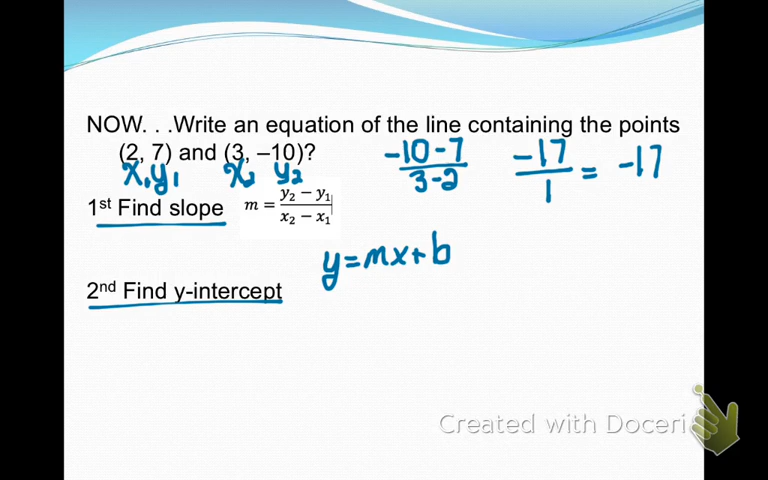 NOW. . .Write an equation of the line containing the points
(2, 7) and (3, –10)?
x₁ y₁ x₂ y₂
-10-7 / 3-2
-17 / 1 = -17
1st Find slope m = y₂ − y₁ / x₂ − x₁
y=mx+b
2nd Find y-intercept
Created with Doceri